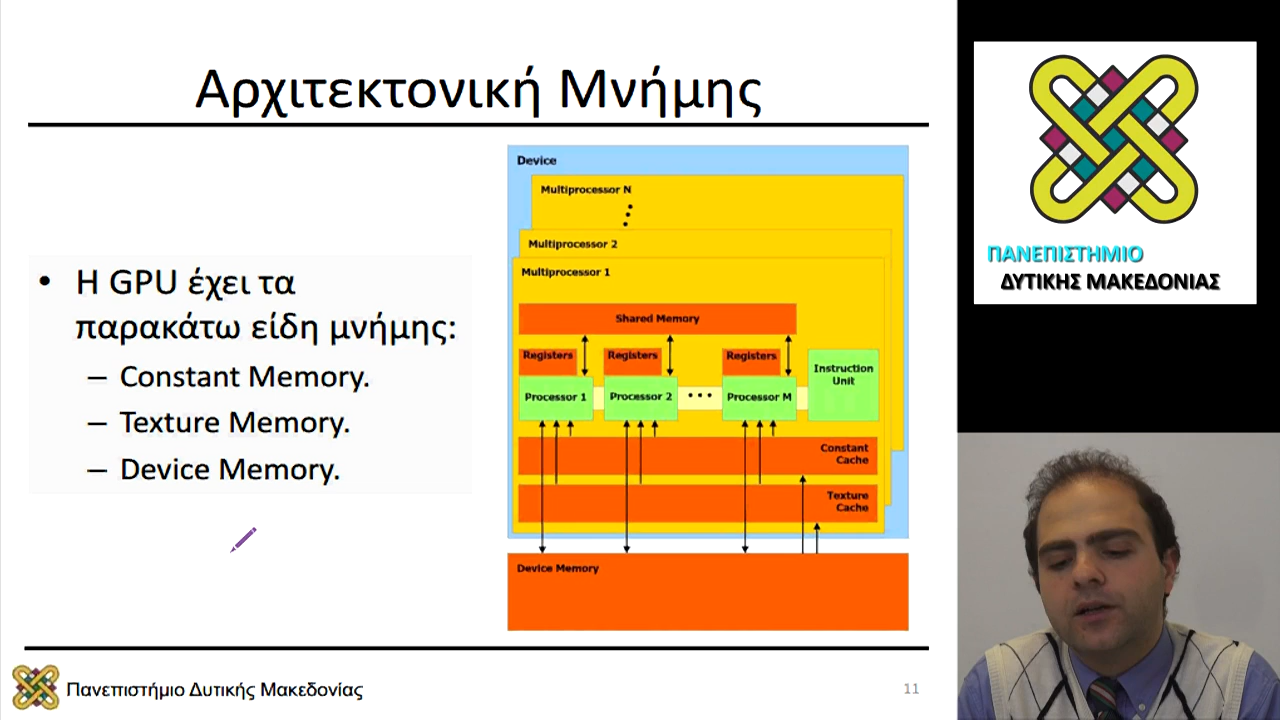 Αρχιτεκτονική Μνήμης
• Η GPU έχει τα
παρακάτω είδη μνήμης:
– Constant Memory.
– Texture Memory.
– Device Memory.
Device
Multiprocessor N
Multiprocessor 2
Multiprocessor 1
Shared Memory
Registers Registers Registers
Instruction
Unit
Processor 1 Processor 2 ••• Processor M
Constant
Cache
Texture
Cache
Device Memory
Πανεπιστήμιο Δυτικής Μακεδονίας
11
ΠΑΝΕΠΙΣΤΗΜΙΟ
ΔΥΤΙΚΗΣ ΜΑΚΕΔΟΝΙΑΣ